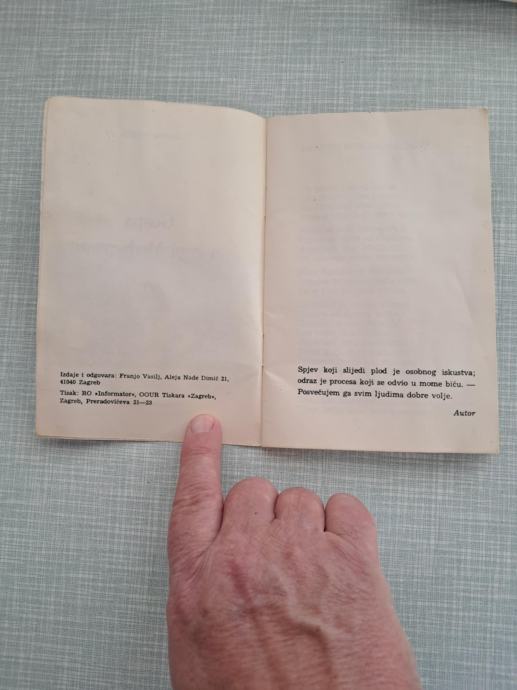 Izdaje i odgovara: Franjo Vasilj, Aleja Nade Dimić 21,
41040 Zagreb
Tisak: RO »Informator«, OOUR Tiskara »Zagreb«,
Zagreb, Preradovićeva 21—23
Spjev koji slijedi plod je osobnog iskustva;
odraz je procesa koji se odvio u mome biću. —
Posvećujem ga svim ljudima dobre volje.
Autor